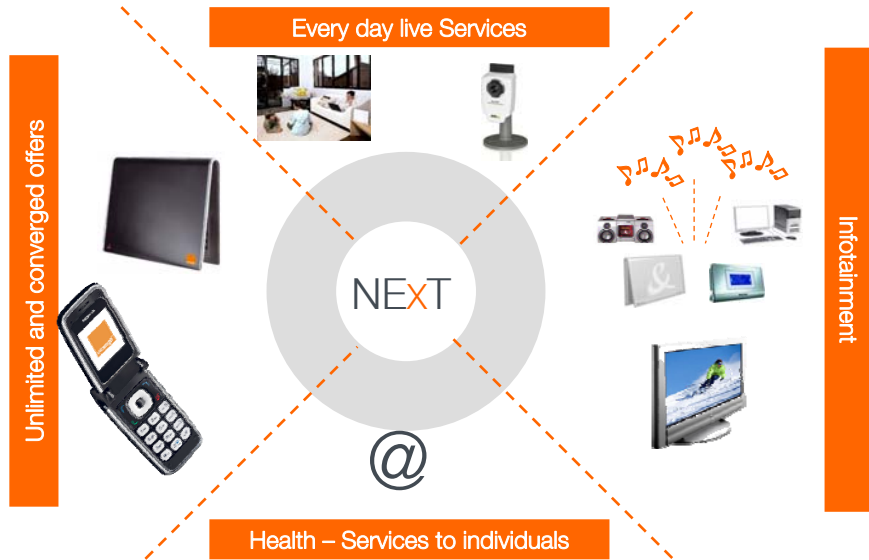 Every day live Services
Unlimited and converged offers
Infotainment
&
NExT
@
Health – Services to individuals